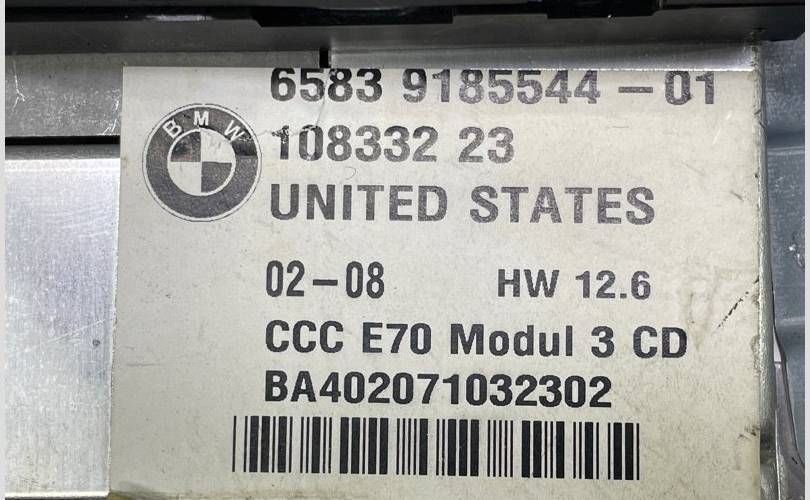 6583 9185544-01
BMW
108332 23
UNITED STATES
02-08 HW 12.6
CCC E70 Modul 3 CD
BA402071032302